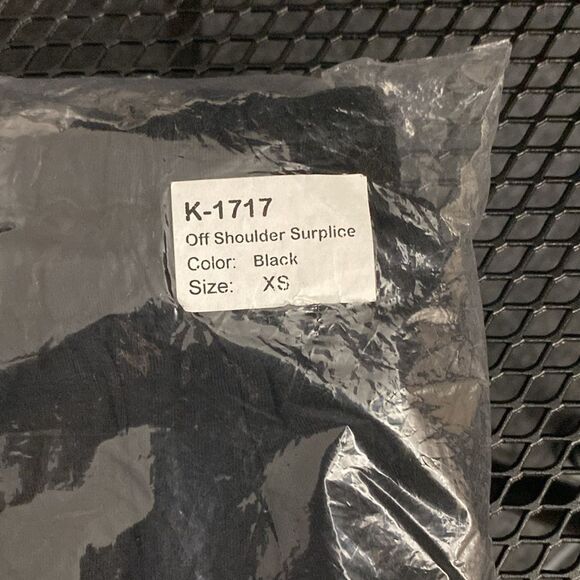 K-1717
Off Shoulder Surplice
Color: Black
Size: XS